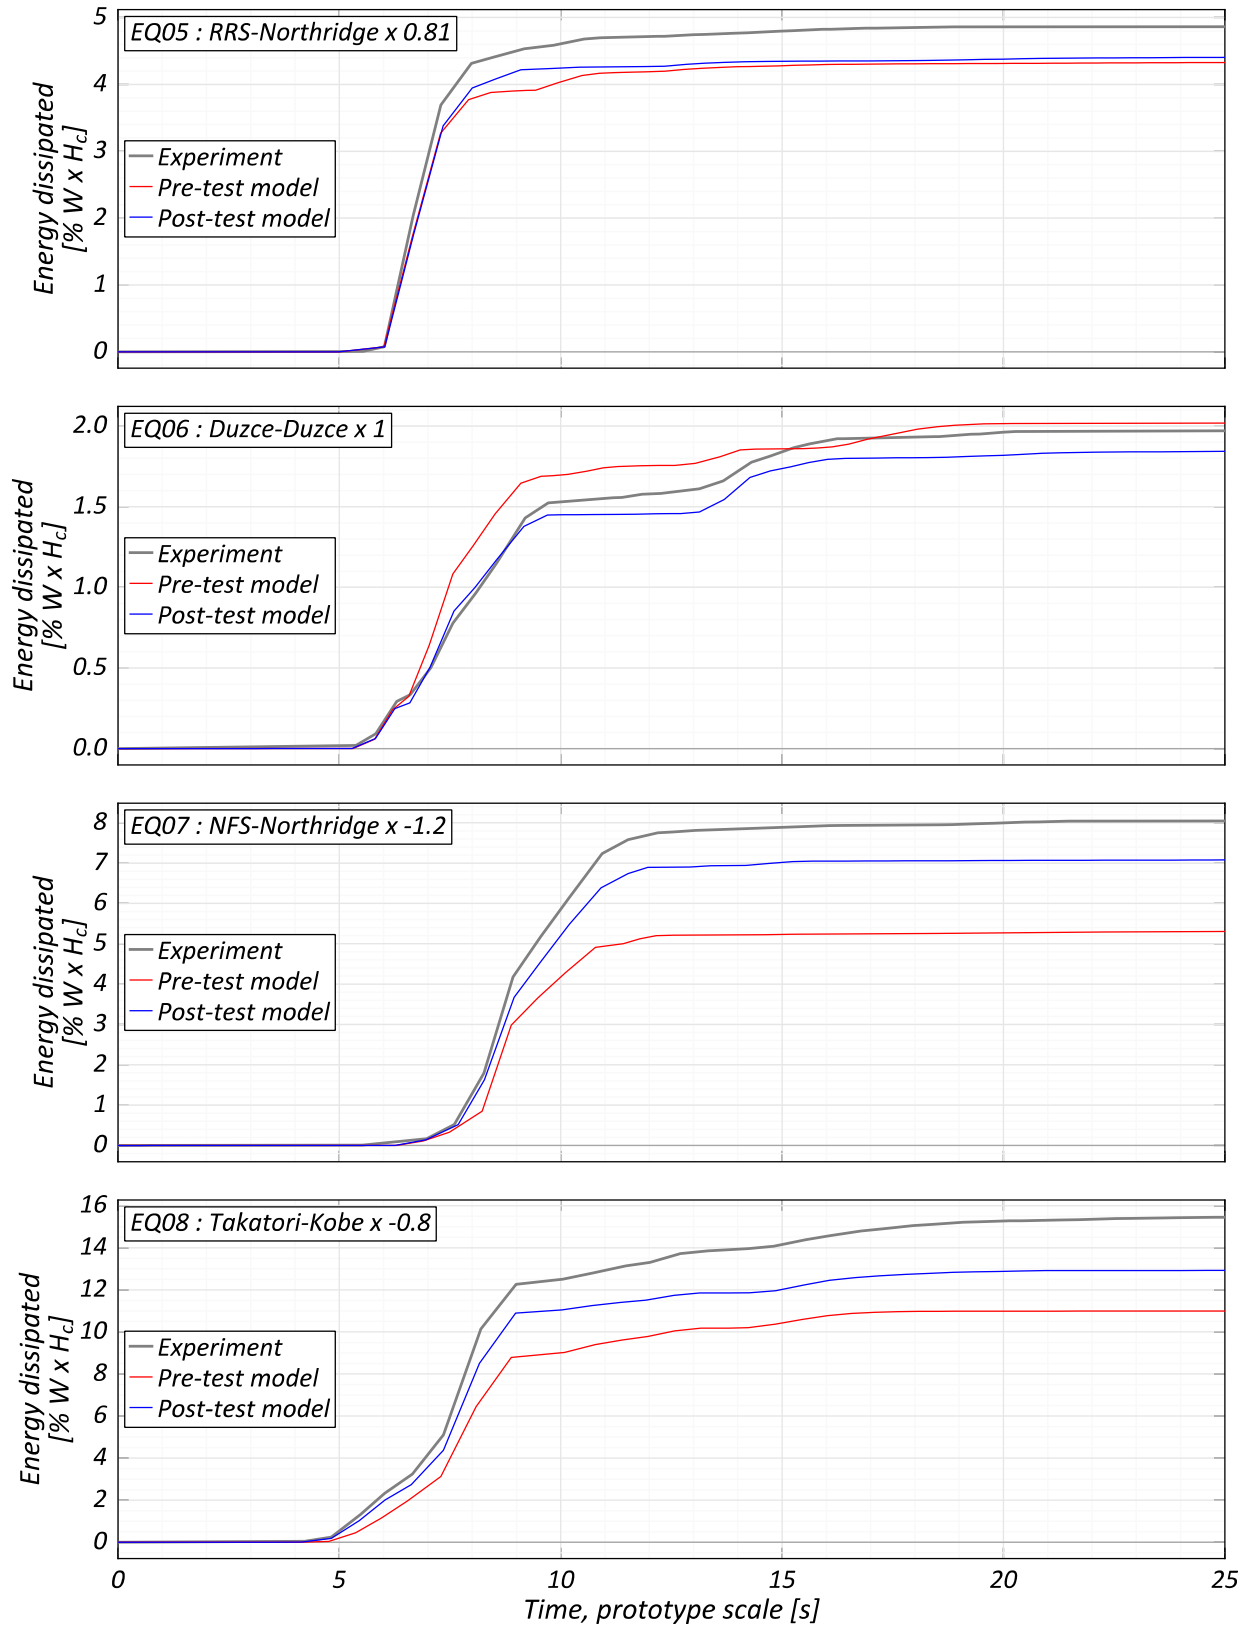 EQ05 : RRS-Northridge x 0.81
Energy dissipated
[% W x Hc]
5
4
3
2
1
0
Experiment
Pre-test model
Post-test model
EQ06 : Duzce-Duzce x 1
Energy dissipated
[% W x Hc]
2.0
1.5
1.0
0.5
0.0
Experiment
Pre-test model
Post-test model
EQ07 : NFS-Northridge x -1.2
Energy dissipated
[% W x Hc]
8
7
6
5
4
3
2
1
0
Experiment
Pre-test model
Post-test model
EQ08 : Takatori-Kobe x -0.8
Energy dissipated
[% W x Hc]
16
14
12
10
8
6
4
2
0
Experiment
Pre-test model
Post-test model
0 5 10 15 20 25
Time, prototype scale [s]